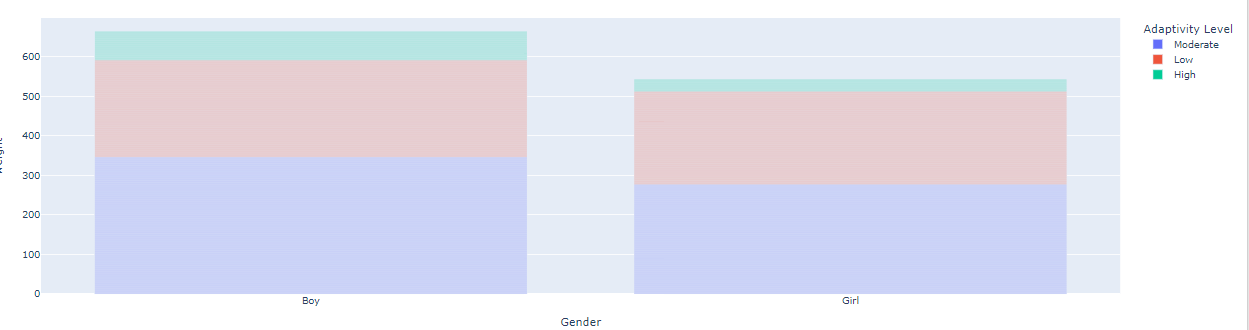 Adaptivity Level
Moderate
Low
High
600
500
400
300
200
100
0
Boy
Girl
Gender